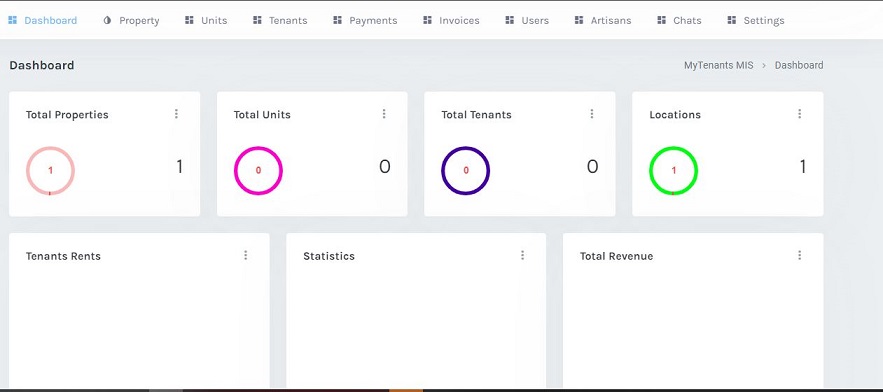 Dashboard Property Units Tenants Payments Invoices Users Artisans Chats Settings
Dashboard MyTenants MIS > Dashboard
Total Properties Total Units Total Tenants Locations
1 1 0 0 0 0 1 1
Tenants Rents Statistics Total Revenue